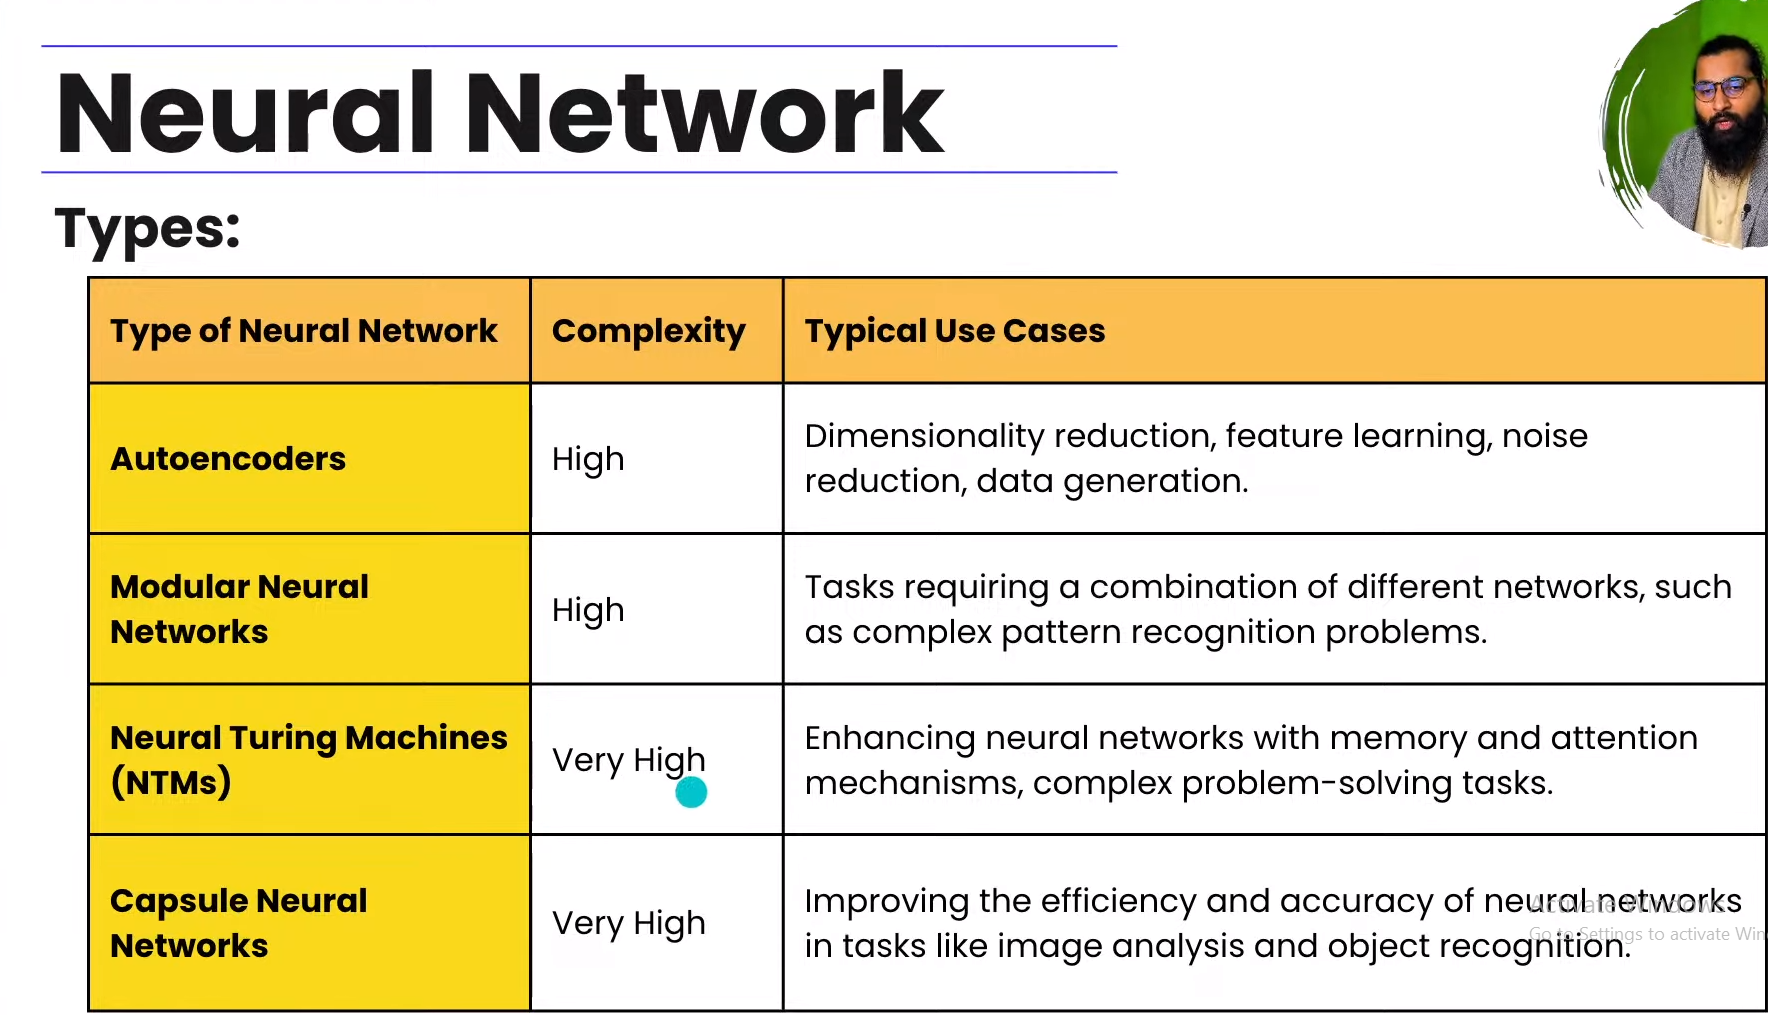 Neural Network
Types:
Type of Neural Network
Complexity
Typical Use Cases
Autoencoders
High
Dimensionality reduction, feature learning, noise
reduction, data generation.
Modular Neural
Networks
High
Tasks requiring a combination of different networks, such
as complex pattern recognition problems.
Neural Turing Machines
(NTMs)
Very High
Enhancing neural networks with memory and attention
mechanisms, complex problem-solving tasks.
Capsule Neural
Networks
Very High
Improving the efficiency and accuracy of neural networks
in tasks like image analysis and object recognition.
Activate Windows
Go to Settings to activate Win